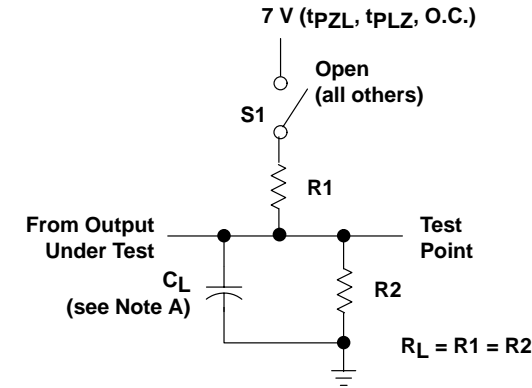 7 V (tPZL, tPLZ, O.C.)
Open
(all others)
S1
R1
From Output
Under Test
Test
Point
CL
(see Note A)
R2
RL = R1 = R2